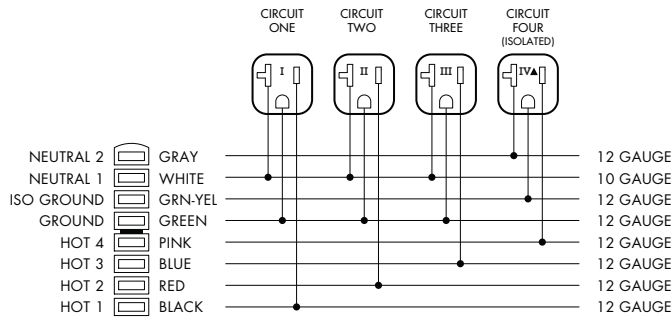 CIRCUIT ONE
CIRCUIT TWO
CIRCUIT THREE
CIRCUIT FOUR (ISOLATED)
I
II
III
IV▲
NEUTRAL 2 GRAY 12 GAUGE
NEUTRAL 1 WHITE 10 GAUGE
ISO GROUND GRN-YEL 12 GAUGE
GROUND GREEN 12 GAUGE
HOT 4 PINK 12 GAUGE
HOT 3 BLUE 12 GAUGE
HOT 2 RED 12 GAUGE
HOT 1 BLACK 12 GAUGE